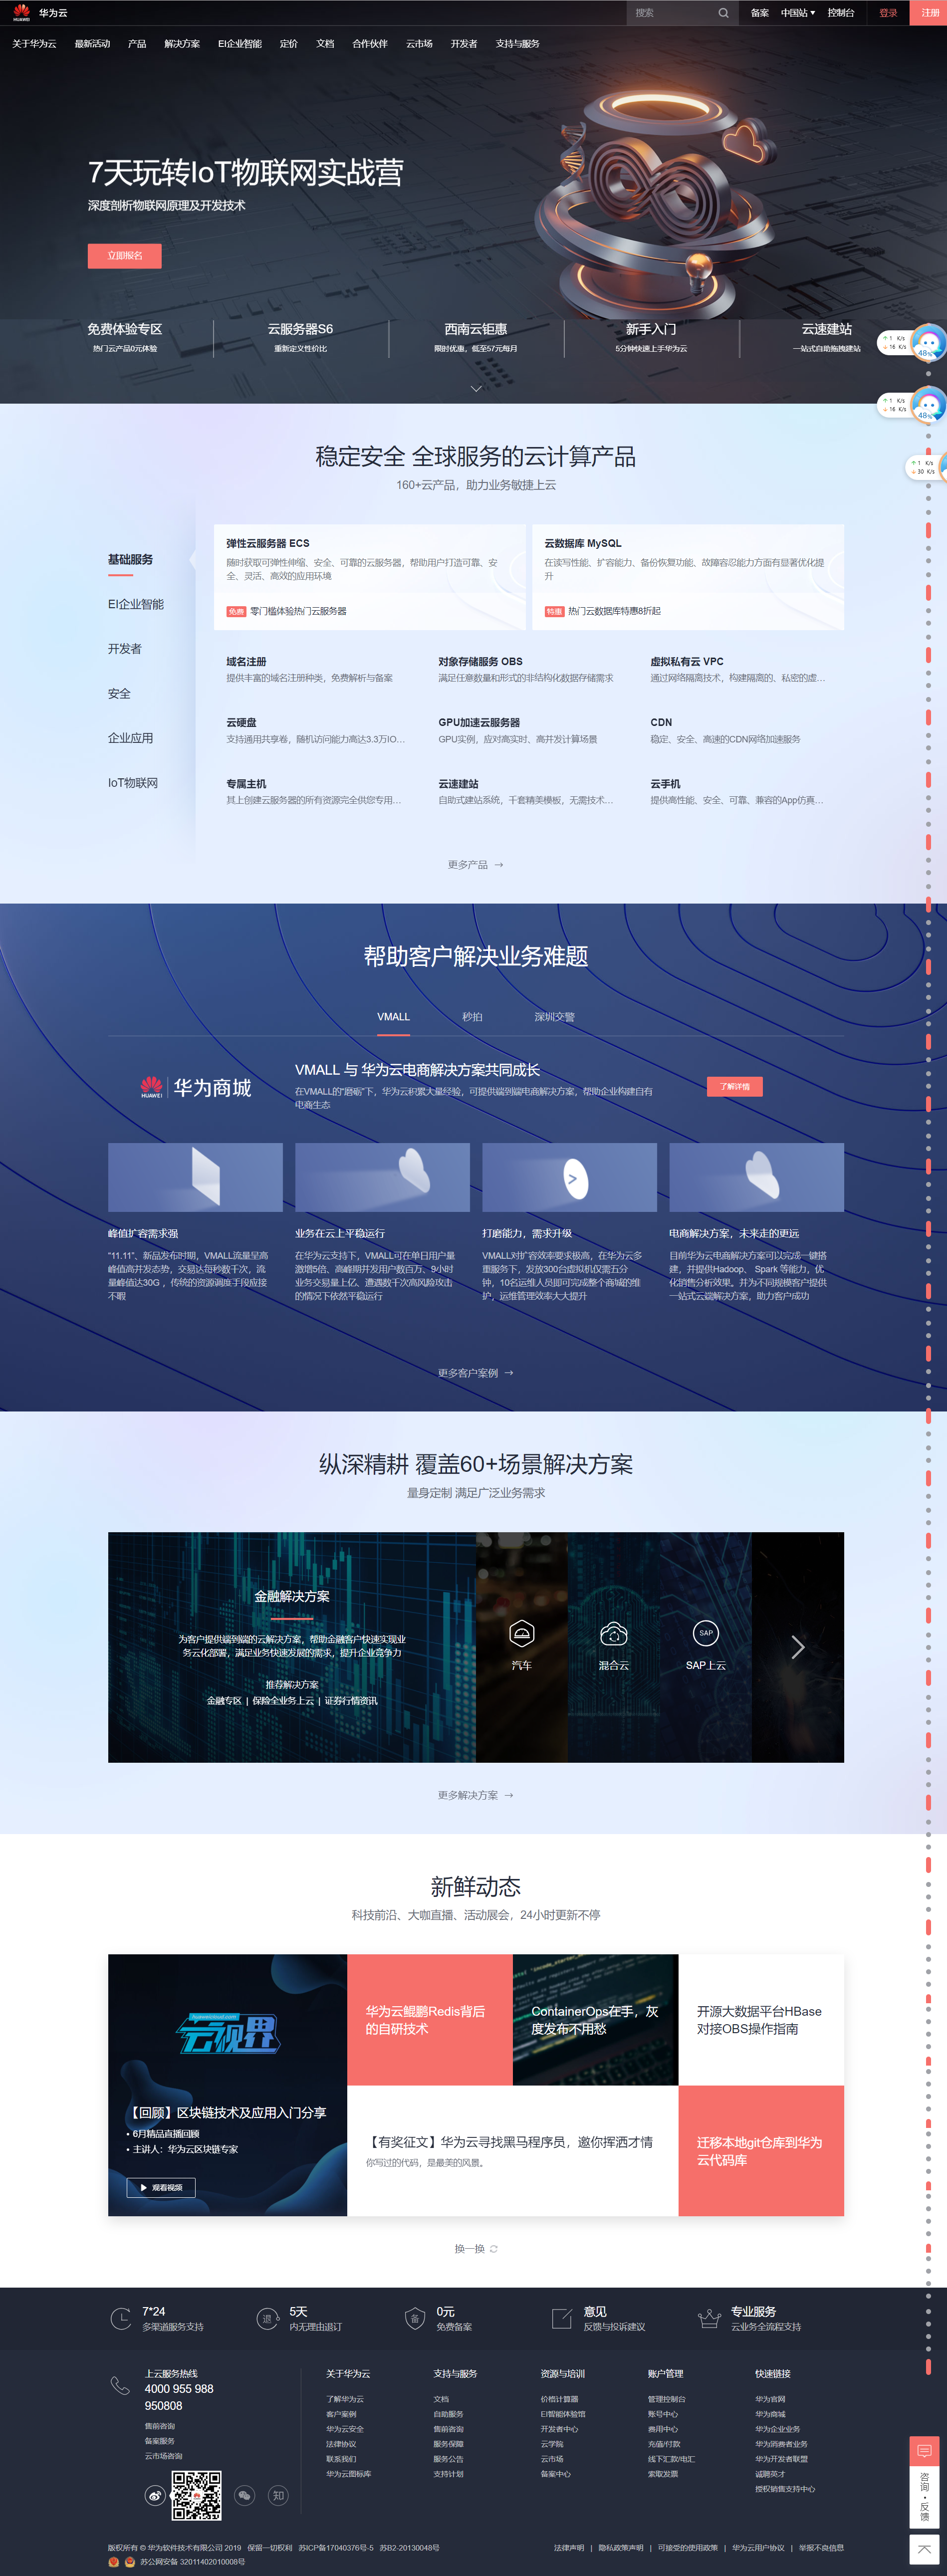 HUAWEI
华为云
搜索
备案 中国站 控制台 登录 注册
关于华为云 最新活动 产品 解决方案 EI企业智能 定价 文档 合作伙伴 云市场 开发者 支持与服务
7天玩转IoT物联网实战营
深度剖析物联网原理及开发技术
立即报名
免费体验专区
热门云产品0元体验
云服务器S6
重新定义性价比
西南云钜惠
限时优惠，低至57元每月
新手入门
5分钟快速上手华为云
云速建站
一站式自助拖拽建站
1 K/s
16 K/s
48%
1 K/s
16 K/s
48%
1 K/s
30 K/s
稳定安全 全球服务的云计算产品
160+云产品，助力业务敏捷上云
基础服务
EI企业智能
开发者
安全
企业应用
IoT物联网
弹性云服务器 ECS
随时获取可弹性伸缩、安全、可靠的云服务器，帮助用户打造可靠、安
全、灵活、高效的应用环境
免费 零门槛体验热门云服务器
云数据库 MySQL
在读写性能、扩容能力、备份恢复功能、故障容忍能力方面有显著优化提
升
特惠 热门云数据库特惠8折起
域名注册
提供丰富的域名注册种类，免费解析与备案
对象存储服务 OBS
满足任意数量和形式的非结构化数据存储需求
虚拟私有云 VPC
通过网络隔离技术，构建隔离的、私密的虚…
云硬盘
支持通用共享卷，随机访问能力高达3.3万IO…
GPU加速云服务器
GPU实例，应对高实时、高并发计算场景
CDN
稳定、安全、高速的CDN网络加速服务
专属主机
其上创建云服务器的所有资源完全供您专用…
云速建站
自助式建站系统，千套精美模板，无需技术…
云手机
提供高性能、安全、可靠、兼容的App仿真…
更多产品 →
帮助客户解决业务难题
VMALL 秒拍 深圳交警
HUAWEI 华为商城
VMALL 与 华为云电商解决方案共同成长
在VMALL的“磨砺”下，华为云积累大量经验，可提供端到端电商解决方案，帮助企业构建自有
电商生态
了解详情
峰值扩容需求强
“11.11”、新品发布时期，VMALL流量呈高
峰值高并发态势，交易达每秒数千次，流
量峰值达30G ，传统的资源调度手段应接
不暇
业务在云上平稳运行
在华为云支持下，VMALL可在单日用户量
激增5倍、高峰期并发用户数百万、9小时
业务交易量上亿、遭遇数千次高风险攻击
的情况下依然平稳运行
打磨能力，需求升级
VMALL对扩容效率要求极高，在华为云多
重服务下，发放300台虚拟机仅需五分
钟，10名运维人员即可完成整个商城的维
护，运维管理效率大大提升
电商解决方案，未来走的更远
目前华为云电商解决方案可以完成一键搭
建，并提供Hadoop、 Spark 等能力，优
化销售分析效果。并为不同规模客户提供
一站式云端解决方案，助力客户成功
更多客户案例 →
纵深精耕 覆盖60+场景解决方案
量身定制 满足广泛业务需求
金融解决方案
为客户提供端到端的云解决方案，帮助金融客户快速实现业
务云化部署，满足业务快速发展的需求，提升企业竞争力
推荐解决方案
金融专区 | 保险全业务上云 | 证券行情资讯
汽车
混合云
SAP
SAP上云
更多解决方案 →
新鲜动态
科技前沿、大咖直播、活动展会，24小时更新不停
云视界
【回顾】区块链技术及应用入门分享
• 6月精品直播回顾
• 主讲人：华为云区块链专家
观看视频
华为云鲲鹏Redis背后
的自研技术
ContainerOps在手，灰
度发布不用愁
开源大数据平台HBase
对接OBS操作指南
【有奖征文】华为云寻找黑马程序员，邀你挥洒才情
你写过的代码，是最美的风景。
迁移本地git仓库到华为
云代码库
换一换
7*24
多渠道服务支持
退
5天
内无理由退订
备
0元
免费备案
意见
反馈与投诉建议
专业服务
云业务全流程支持
上云服务热线
4000 955 988
950808
售前咨询
备案服务
云市场咨询
知
关于华为云
了解华为云
客户案例
华为云安全
法律协议
联系我们
华为云图标库
支持与服务
文档
自助服务
售前咨询
服务保障
服务公告
支持计划
资源与培训
价格计算器
EI智能体验馆
开发者中心
云学院
云市场
备案中心
账户管理
管理控制台
账号中心
费用中心
充值/付款
线下汇款/电汇
索取发票
快速链接
华为官网
华为商城
华为企业业务
华为消费者业务
华为开发者联盟
诚聘英才
授权销售支持中心
咨询·反馈
版权所有 © 华为软件技术有限公司 2019 保留一切权利 苏ICP备17040376号-5 苏B2-20130048号
法律声明 | 隐私政策声明 | 可接受的使用政策 | 华为云用户协议 | 举报不良信息
苏公网安备 32011402010008号